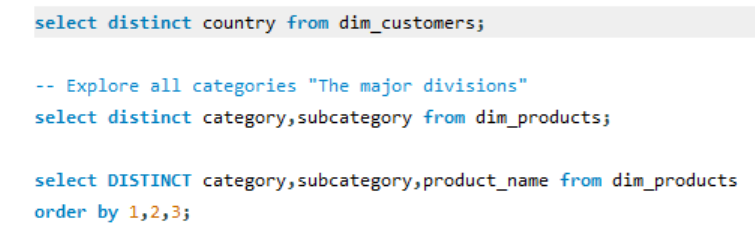 select distinct country from dim_customers;
-- Explore all categories "The major divisions"
select distinct category,subcategory from dim_products;
select DISTINCT category,subcategory,product_name from dim_products
order by 1,2,3;